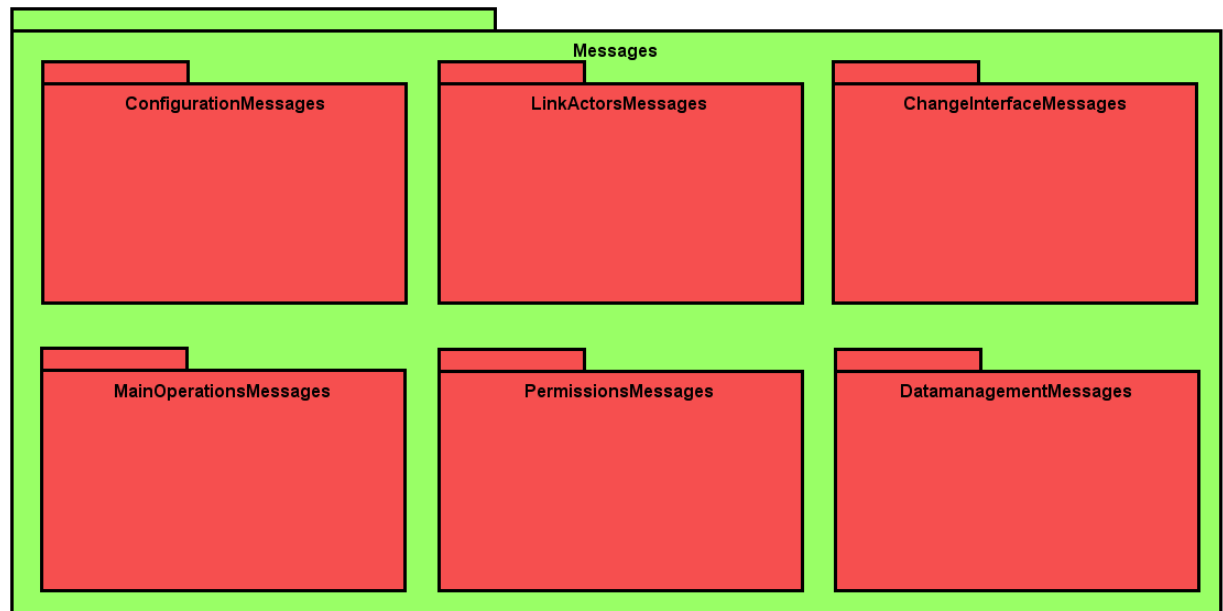 Messages
ConfigurationMessages
LinkActorsMessages
ChangeInterfaceMessages
MainOperationsMessages
PermissionsMessages
DatamanagementMessages